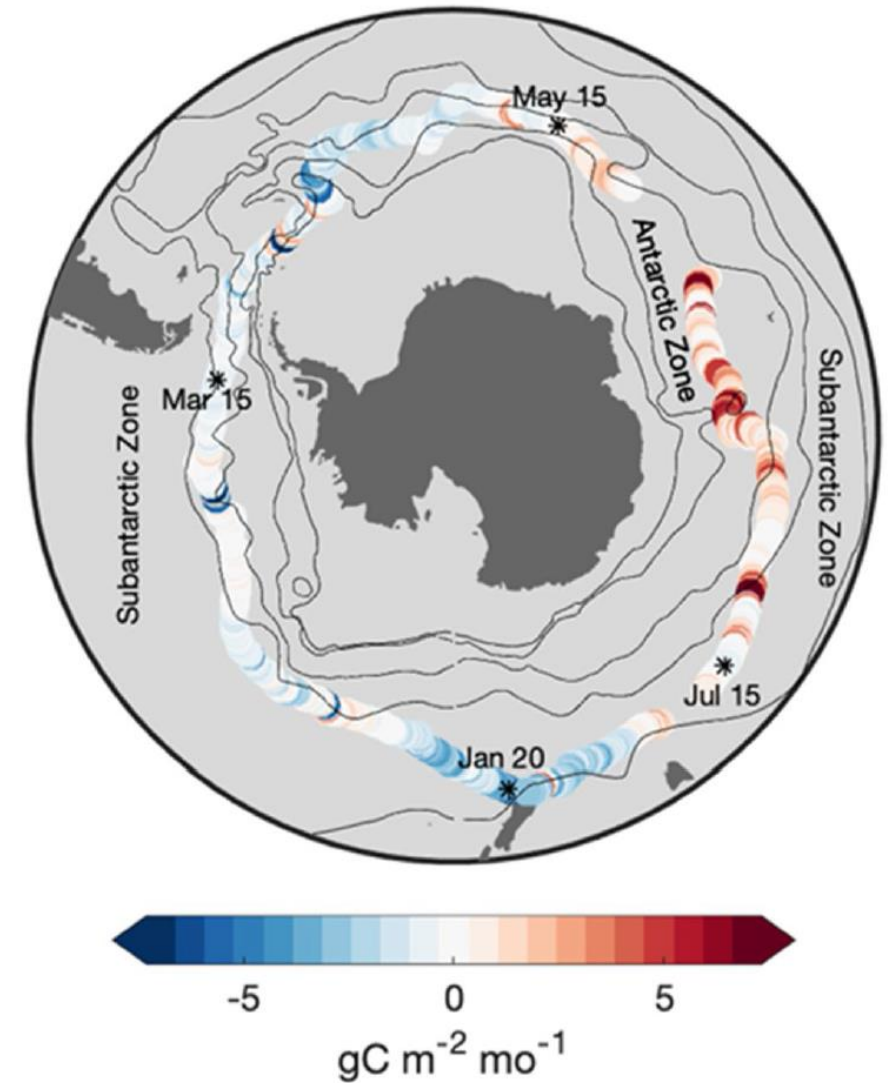 May 15
Antarctic Zone
Subantarctic Zone
Mar 15
Subantarctic Zone
Jul 15
Jan 20
-5 0 5
gC m⁻² mo⁻¹